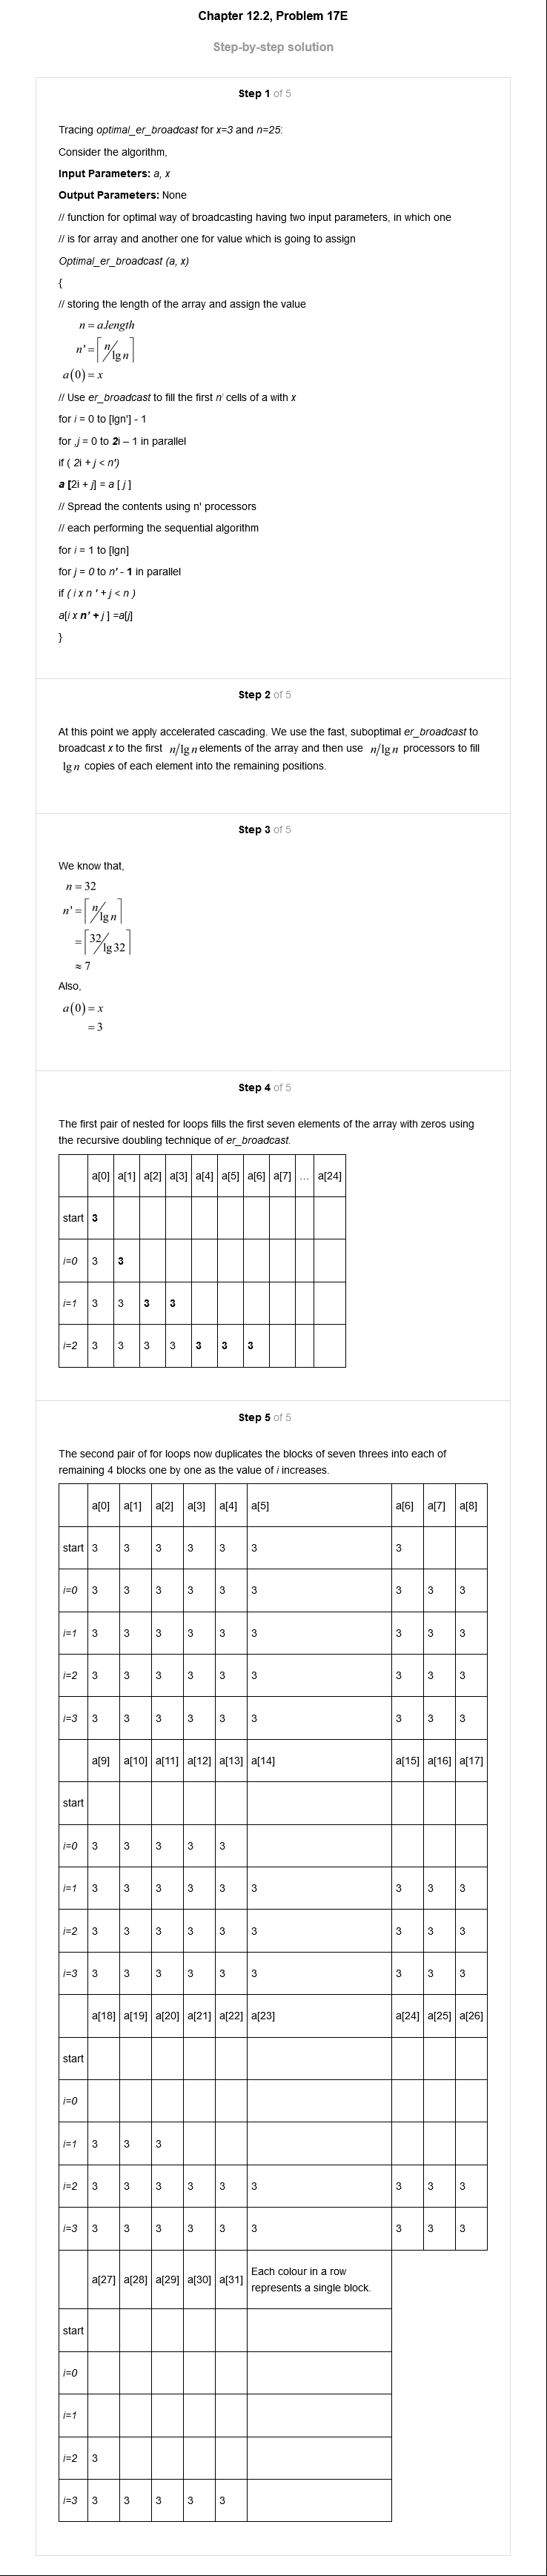 Chapter 12.2, Problem 17E
Step-by-step solution
Step 1 of 5
Tracing optimal_er_broadcast for x=3 and n=25:
Consider the algorithm,
Input Parameters: a, x
Output Parameters: None
// function for optimal way of broadcasting having two input parameters, in which one
// is for array and another one for value which is going to assign
Optimal_er_broadcast (a, x)
{
// storing the length of the array and assign the value
n = a.length
n' = ⌈n/lg n⌉
a(0) = x
// Use er_broadcast to fill the first n' cells of a with x
for i = 0 to [lgn'] - 1
for ,j = 0 to 2i – 1 in parallel
if ( 2i + j < n')
a [2i + j] = a [ j ]
// Spread the contents using n' processors
// each performing the sequential algorithm
for i = 1 to [lgn]
for j = 0 to n' - 1 in parallel
if ( i x n ' + j < n )
a[i x n' + j ] =a[j]
}
Step 2 of 5
At this point we apply accelerated cascading. We use the fast, suboptimal er_broadcast to
broadcast x to the first n/lg n elements of the array and then use n/lg n processors to fill
lg n copies of each element into the remaining positions.
Step 3 of 5
We know that,
n = 32
n' = ⌈n/lg n⌉
= ⌈32/lg 32⌉
≈ 7
Also,
a(0) = x
= 3
Step 4 of 5
The first pair of nested for loops fills the first seven elements of the array with zeros using
the recursive doubling technique of er_broadcast.
a[0] a[1] a[2] a[3] a[4] a[5] a[6] a[7] ... a[24]
start 3
i=0 3 3
i=1 3 3 3 3
i=2 3 3 3 3 3 3 3
Step 5 of 5
The second pair of for loops now duplicates the blocks of seven threes into each of
remaining 4 blocks one by one as the value of i increases.
a[0] a[1] a[2] a[3] a[4] a[5] a[6] a[7] a[8]
start 3 3 3 3 3 3 3
i=0 3 3 3 3 3 3 3 3 3
i=1 3 3 3 3 3 3 3 3 3
i=2 3 3 3 3 3 3 3 3 3
i=3 3 3 3 3 3 3 3 3 3
a[9] a[10] a[11] a[12] a[13] a[14] a[15] a[16] a[17]
start
i=0 3 3 3 3 3
i=1 3 3 3 3 3 3 3 3 3
i=2 3 3 3 3 3 3 3 3 3
i=3 3 3 3 3 3 3 3 3 3
a[18] a[19] a[20] a[21] a[22] a[23] a[24] a[25] a[26]
start
i=0
i=1 3 3 3
i=2 3 3 3 3 3 3 3 3 3
i=3 3 3 3 3 3 3 3 3 3
a[27] a[28] a[29] a[30] a[31] Each colour in a row
represents a single block.
start
i=0
i=1
i=2 3
i=3 3 3 3 3 3